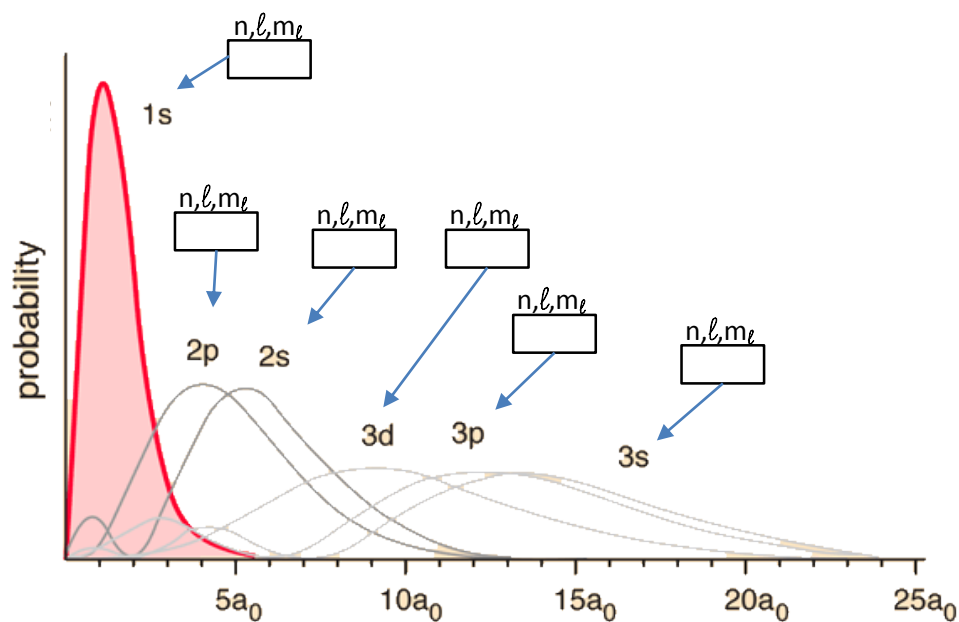 n,ℓ,mℓ
1s
n,ℓ,mℓ
n,ℓ,mℓ
n,ℓ,mℓ
n,ℓ,mℓ
n,ℓ,mℓ
2p
2s
3d
3p
3s
probability
5a₀
10a₀
15a₀
20a₀
25a₀